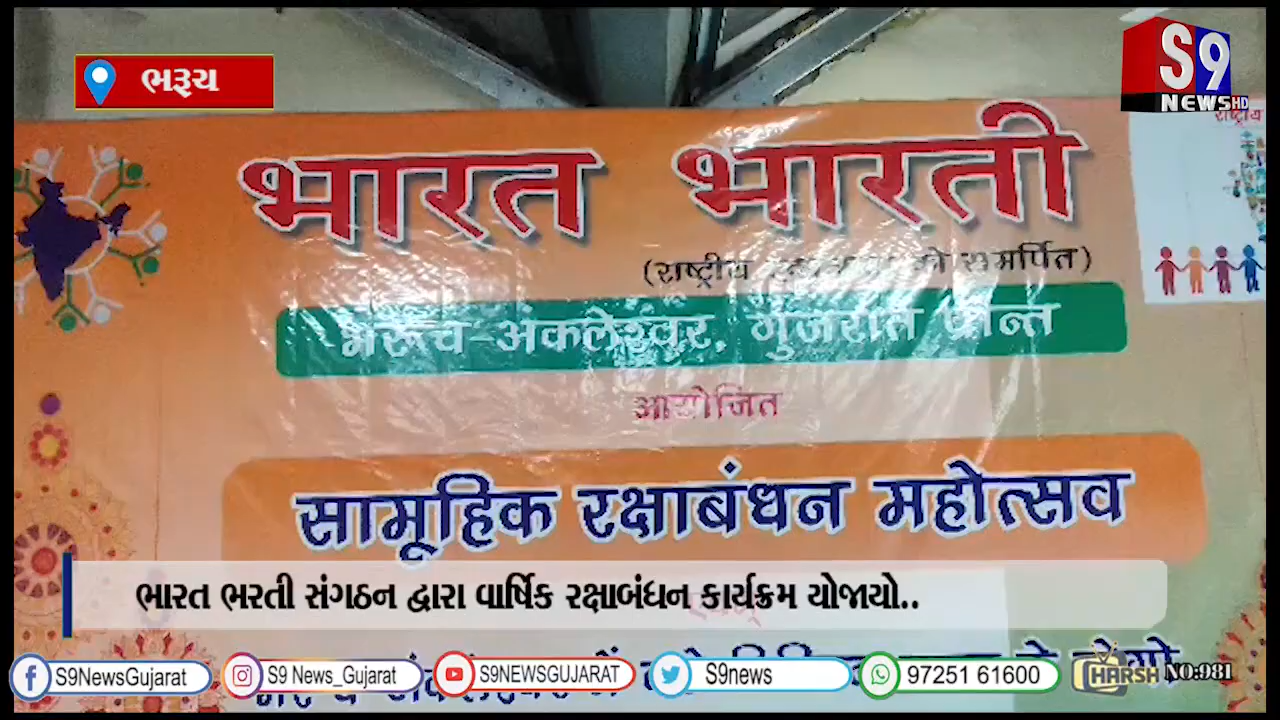 ભરૂચ
S9
NEWS HD
राष्ट्रीय
भारत भारती
(राष्ट्रीय को समर्पित)
भरूच-अंकलेश्वर, गुजरात प्रान्त
आयोजित
सामूहिक रक्षाबंधन महोत्सव
ભારત ભરતી સંગઠન દ્વારા વાર્ષિક રક્ષાબંધન કાર્યક્રમ યોજાયો..
S9NewsGujarat
S9 News_Gujarat
S9NEWSGUJARAT
S9news
97251 61600
HARSH NO:981